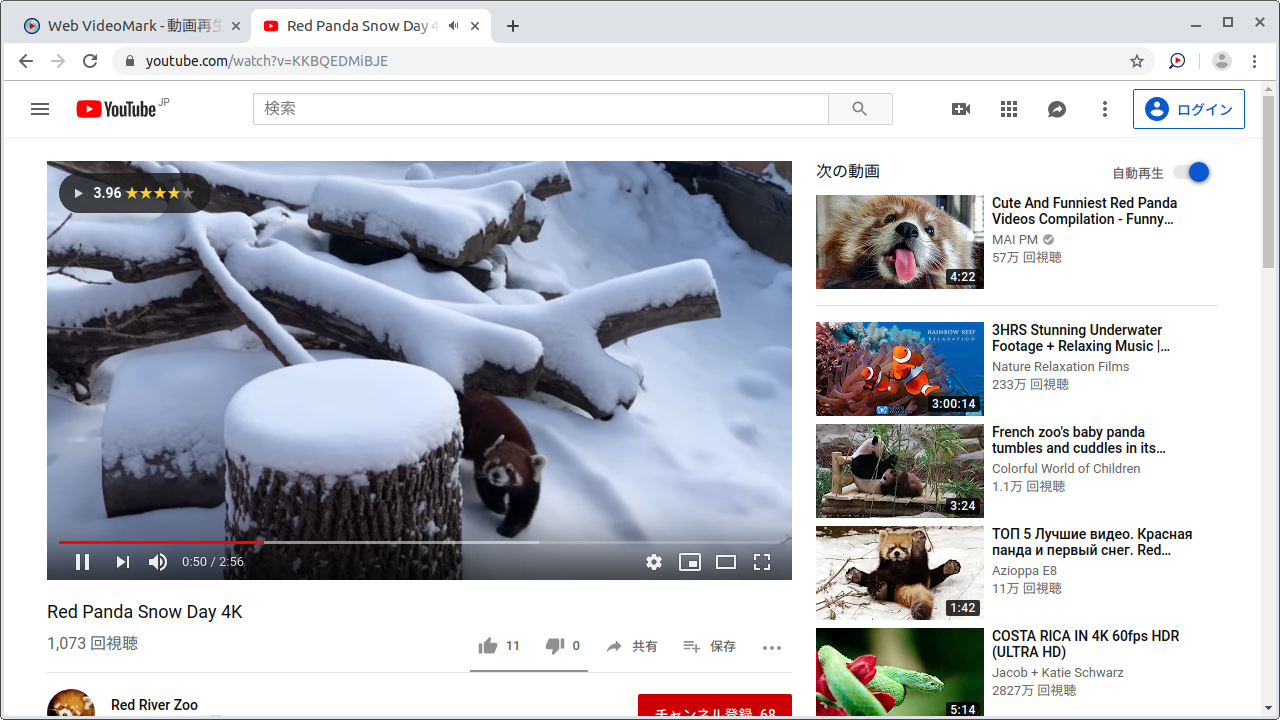 Web VideoMark - 動画再生
Red Panda Snow Day 4K
youtube.com/watch?v=KKBQEDMiBJE
YouTube JP
検索
ログイン
3.96 ★★★★★
0:50 / 2:56
Red Panda Snow Day 4K
1,073 回視聴
11
0
共有
保存
Red River Zoo
チャンネル登録 68
次の動画
自動再生
4:22
Cute And Funniest Red Panda
Videos Compilation - Funny...
MAI PM
57万 回視聴
RAINBOW REEF
RELAXATION
3:00:14
3HRS Stunning Underwater
Footage + Relaxing Music |...
Nature Relaxation Films
233万 回視聴
3:24
French zoo's baby panda
tumbles and cuddles in its...
Colorful World of Children
1.1万 回視聴
1:42
ТОП 5 Лучшие видео. Красная
панда и первый снег. Red...
Azioppa E8
11万 回視聴
5:14
COSTA RICA IN 4K 60fps HDR
(ULTRA HD)
Jacob + Katie Schwarz
2827万 回視聴